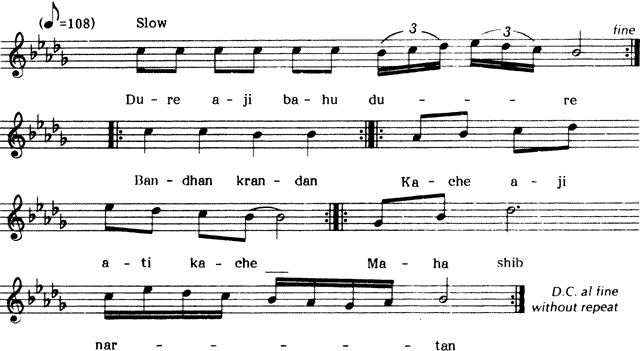 (♪=108) Slow
3 3 fine
Du - re a - ji ba - hu du - - - re
Ban - dhan kran - dan Ka - che a - ji
a - ti ka - che ___ Ma - ha shib
D.C. al fine
without repeat
nar - - - - - tan